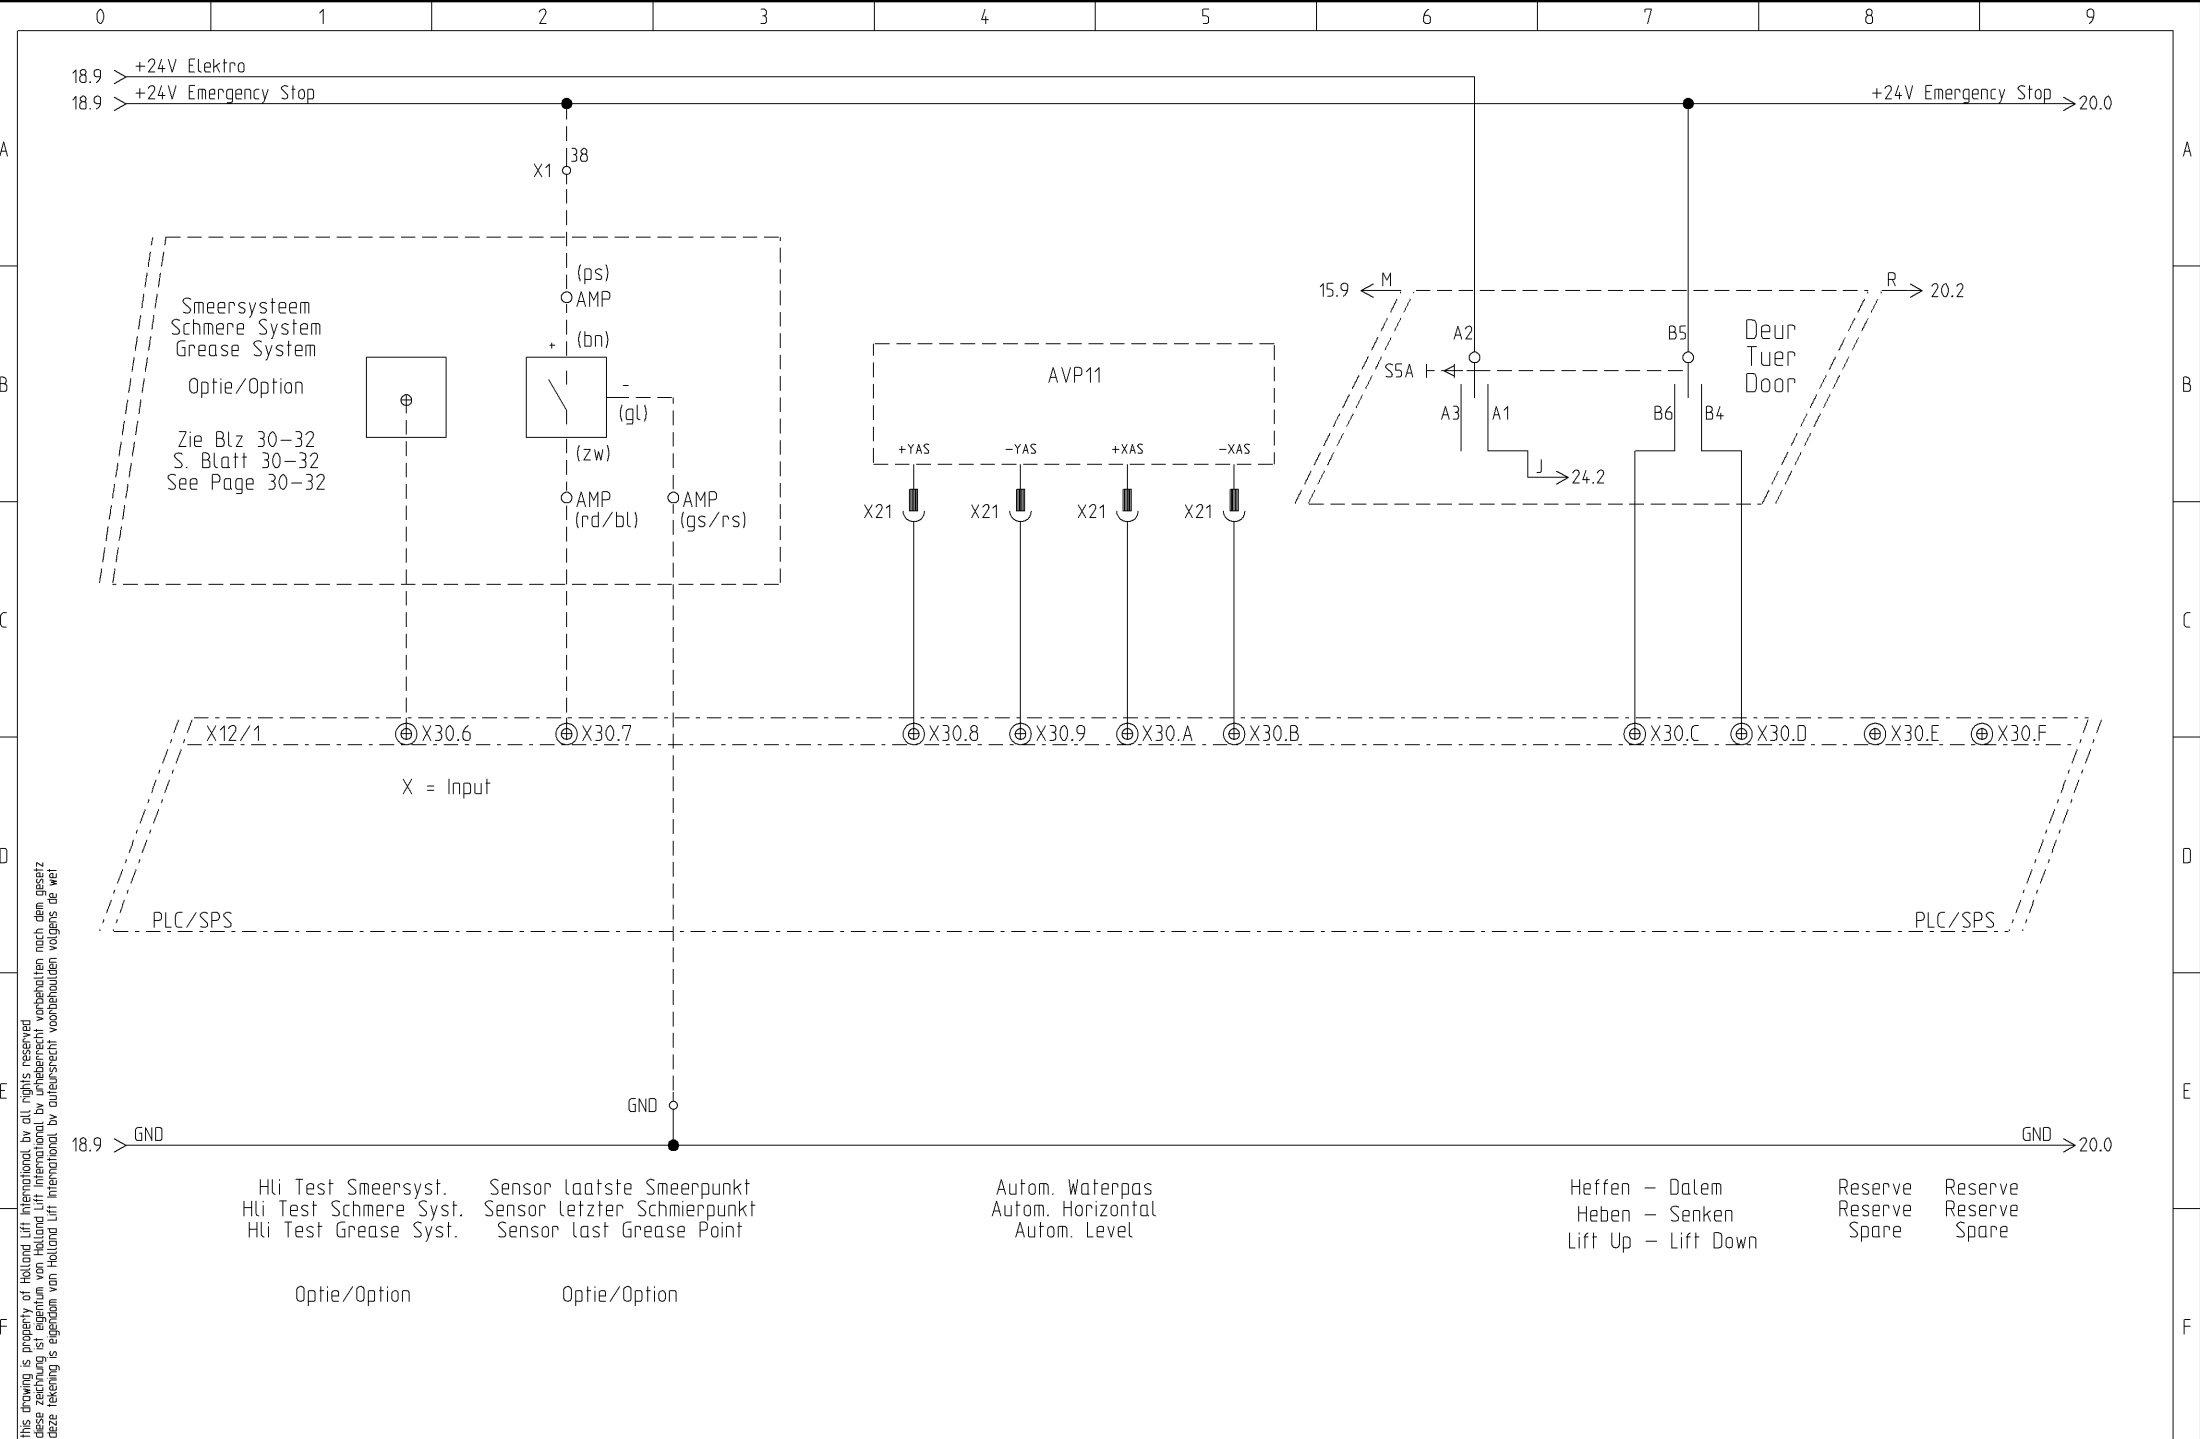 0 1 2 3 4 5 6 7 8 9
18.9 +24V Elektro
18.9 +24V Emergency Stop
+24V Emergency Stop 20.0
A
A
38
X1
(ps)
AMP
15.9 M
R 20.2
Smeersysteem
Schmere System
Grease System
Optie/Option
Zie Blz 30-32
S. Blatt 30-32
See Page 30-32
+ (bn)
-
(gl)
(zw)
AMP
(rd/bl)
AMP
(gs/rs)
AVP11
+YAS -YAS +XAS -XAS
X21 X21 X21 X21
A2
B5
Deur
Tuer
Door
S5A
A3 A1
B6 B4
J 24.2
B
B
C
C
X12/1 X30.6 X30.7 X30.8 X30.9 X30.A X30.B X30.C X30.D X30.E X30.F
X = Input
D
D
PLC/SPS
PLC/SPS
E
E
GND
18.9 GND
GND 20.0
Hli Test Smeersyst.
Hli Test Schmere Syst.
Hli Test Grease Syst.
Optie/Option
Sensor laatste Smeerpunkt
Sensor letzter Schmierpunkt
Sensor last Grease Point
Optie/Option
Autom. Waterpas
Autom. Horizontal
Autom. Level
Heffen - Dalem
Heben - Senken
Lift Up - Lift Down
Reserve
Reserve
Spare
Reserve
Reserve
Spare
F
F
this drawing is property of Holland Lift International bv all rights reserved
diese zeichnung ist eigentum von Holland Lift International bv urheberrecht vorbehalten nach dem gesetz
deze tekening is eigendom van Holland Lift International bv auteursrecht voorbehoulden volgens de wet